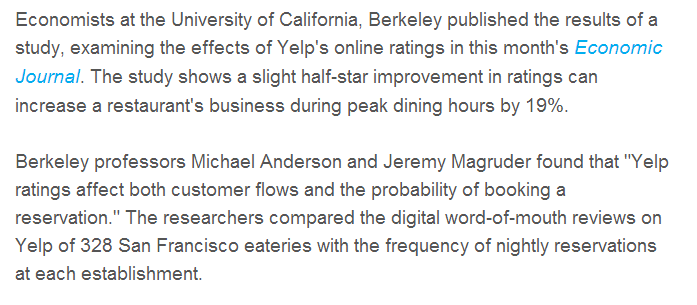 Economists at the University of California, Berkeley published the results of a
study, examining the effects of Yelp's online ratings in this month's Economic
Journal. The study shows a slight half-star improvement in ratings can
increase a restaurant's business during peak dining hours by 19%.
Berkeley professors Michael Anderson and Jeremy Magruder found that "Yelp
ratings affect both customer flows and the probability of booking a
reservation." The researchers compared the digital word-of-mouth reviews on
Yelp of 328 San Francisco eateries with the frequency of nightly reservations
at each establishment.